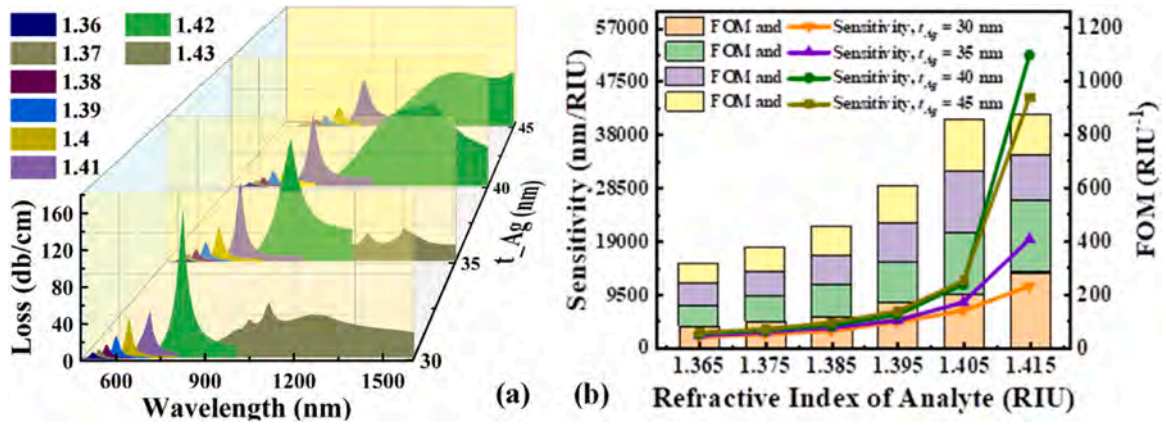 1.36 1.42
1.37 1.43
1.38
1.39
1.4
1.41
160
120
80
40
0
Loss (db/cm)
600 900 1200 1500
Wavelength (nm)
30
35
40
45
t_Ag (nm)
(a)
57000
47500
38000
28500
19000
9500
0
Sensitivity (nm/RIU)
FOM and Sensitivity, t_Ag = 30 nm
FOM and Sensitivity, t_Ag = 35 nm
FOM and Sensitivity, t_Ag = 40 nm
FOM and Sensitivity, t_Ag = 45 nm
1200
1000
800
600
400
200
0
FOM (RIU⁻¹)
1.365 1.375 1.385 1.395 1.405 1.415
Refractive Index of Analyte (RIU)
(b)